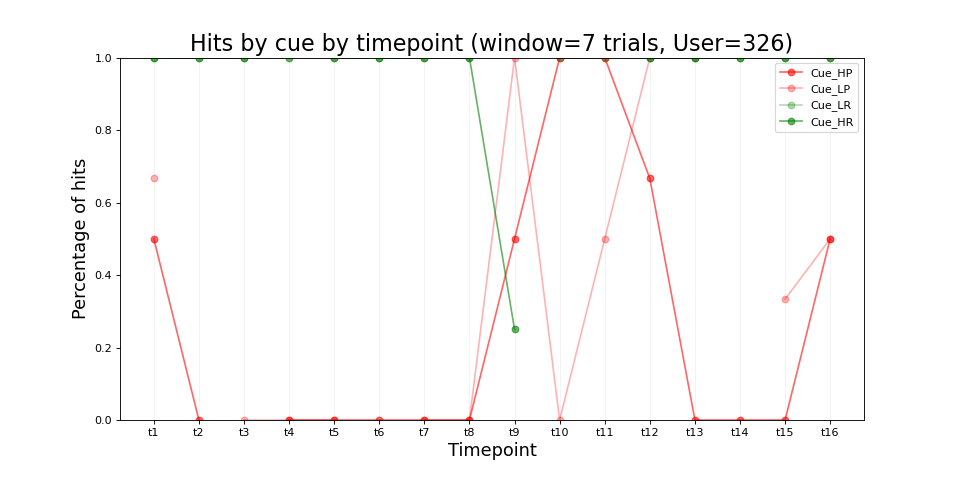 Hits by cue by timepoint (window=7 trials, User=326)
Percentage of hits
1.0
0.8
0.6
0.4
0.2
0.0
Cue_HP
Cue_LP
Cue_LR
Cue_HR
t1 t2 t3 t4 t5 t6 t7 t8 t9 t10 t11 t12 t13 t14 t15 t16
Timepoint